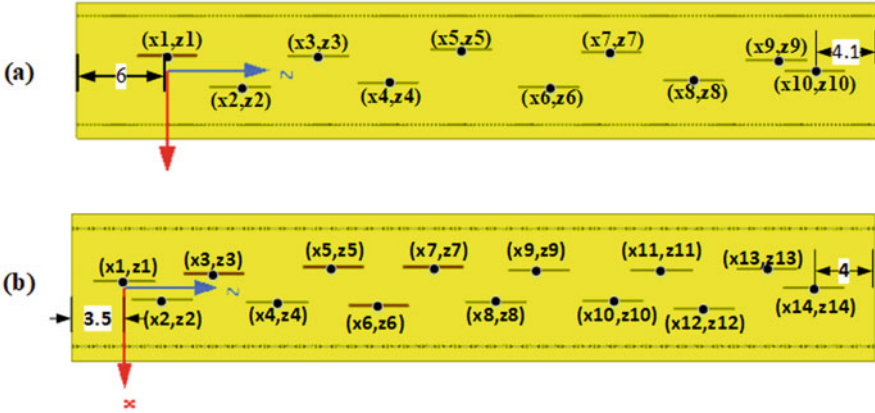 (a)
(x1,z1)
(x3,z3)
(x5,z5)
(x7,z7)
(x9,z9)
4.1
6
z
(x2,z2)
(x4,z4)
(x6,z6)
(x8,z8)
(x10,z10)
(b)
(x1,z1)
(x3,z3)
(x5,z5)
(x7,z7)
(x9,z9)
(x11,z11)
(x13,z13)
4
3.5
z
(x2,z2)
(x4,z4)
(x6,z6)
(x8,z8)
(x10,z10)
(x12,z12)
(x14,z14)
x